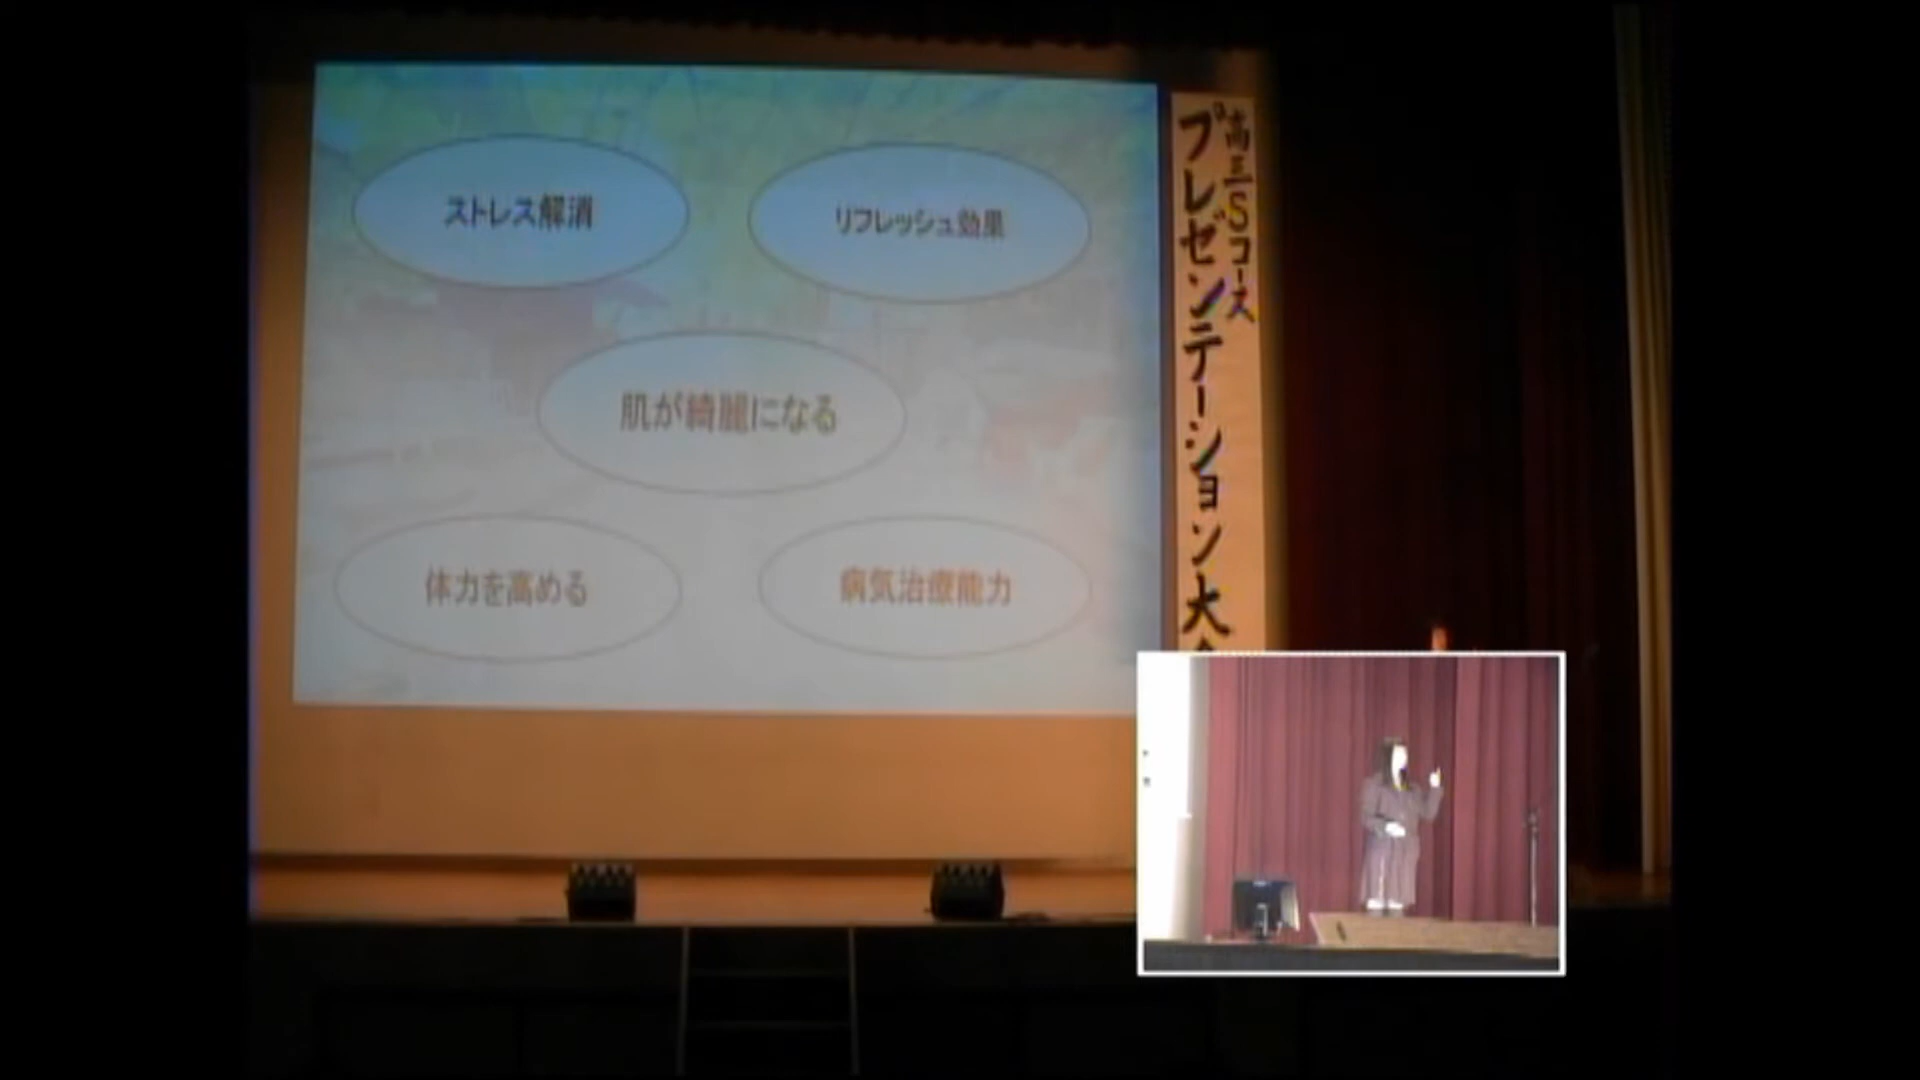 ストレス解消
リフレッシュ効果
肌が綺麗になる
体力を高める
病気治療能力
高三Sコース
プレゼンテーション大